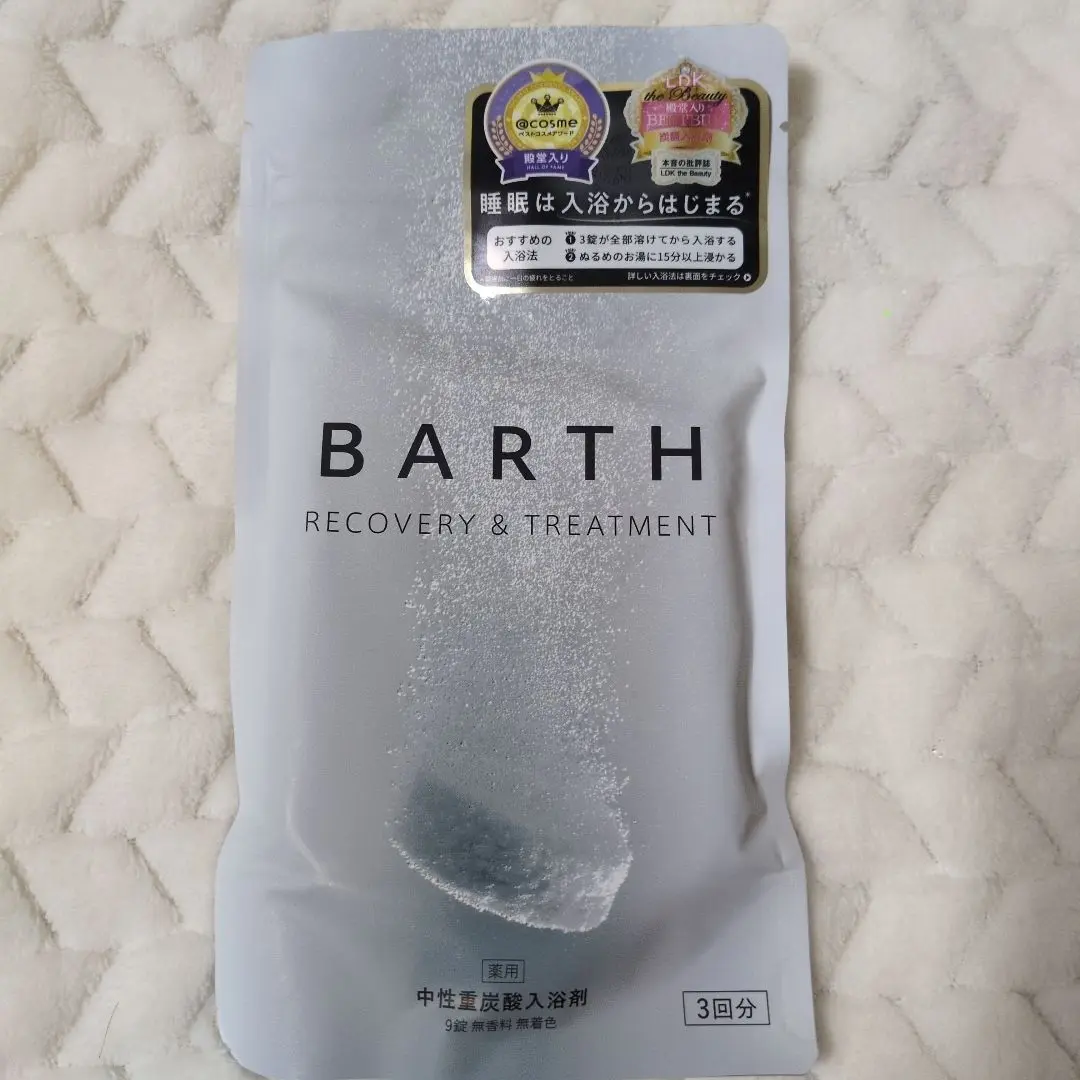 @cosme
ベストコスメアワード
殿堂入り
HALL OF FAME
LDK
the Beauty
殿堂入り
本音の批評誌
LDK the Beauty
睡眠は入浴からはじまる*
おすすめの
入浴法
1 3錠が全部溶けてから入浴する
2 ぬるめのお湯に15分以上浸かる
詳しい入浴法は裏面をチェック
BARTH
RECOVERY & TREATMENT
薬用
中性重炭酸入浴剤
9錠 無香料 無着色
3回分